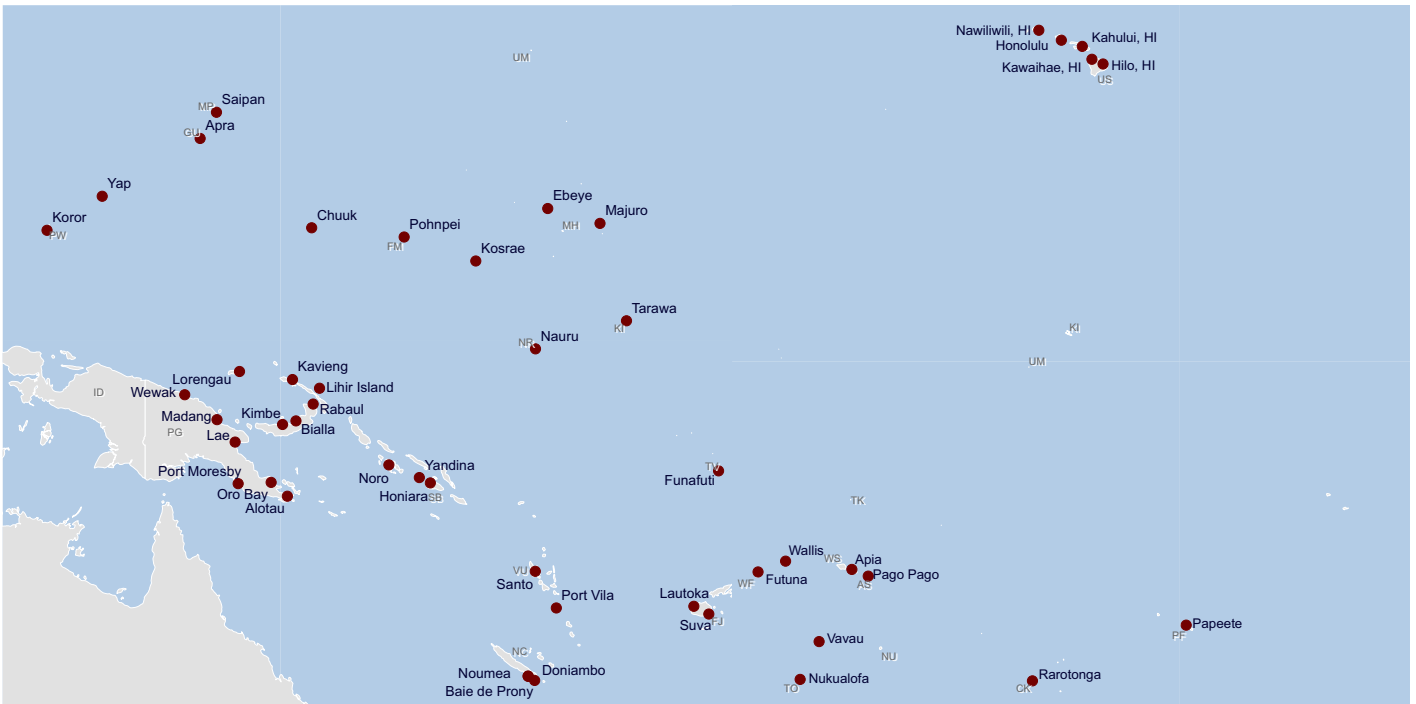 Nawiliwili, HI
Honolulu
Kahului, HI
Kawaihae, HI
Hilo, HI
US
UM
MP
Saipan
GU
Apra
Yap
Koror
PW
Chuuk
Pohnpei
FM
Kosrae
Ebeye
MH
Majuro
Tarawa
KI
KI
Nauru
NR
UM
Kavieng
Lorengau
Lihir Island
ID
Wewak
Rabaul
Madang
Kimbe
Bialla
PG
Lae
Port Moresby
Oro Bay
Alotau
Noro
Yandina
Honiara
SB
TV
Funafuti
TK
VU
Santo
Port Vila
Wallis
WS
Apia
WF
Futuna
Pago Pago
AS
Lautoka
Suva
FJ
Papeete
PF
Vavau
NU
NC
Noumea
Doniambo
Baie de Prony
Nukualofa
TO
Rarotonga
CK